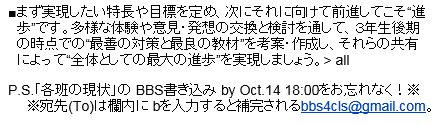 ■まず実現したい特長や目標を定め、次にそれに向けて前進してこそ“進
歩”です。多様な体験や意見・発想の交換と検討を通して、3年生後期
の時点での“最善の対策と最良の教材”を考案・作成し、それらの共有
によって“全体としての最大の進歩”を実現しましょう。> all
P.S.｢各班の現状｣の BBS書き込み by Oct.14 18:00をお忘れなく！※
※宛先(To)は欄内に bを入力すると補完されるbbs4cls@gmail.com。